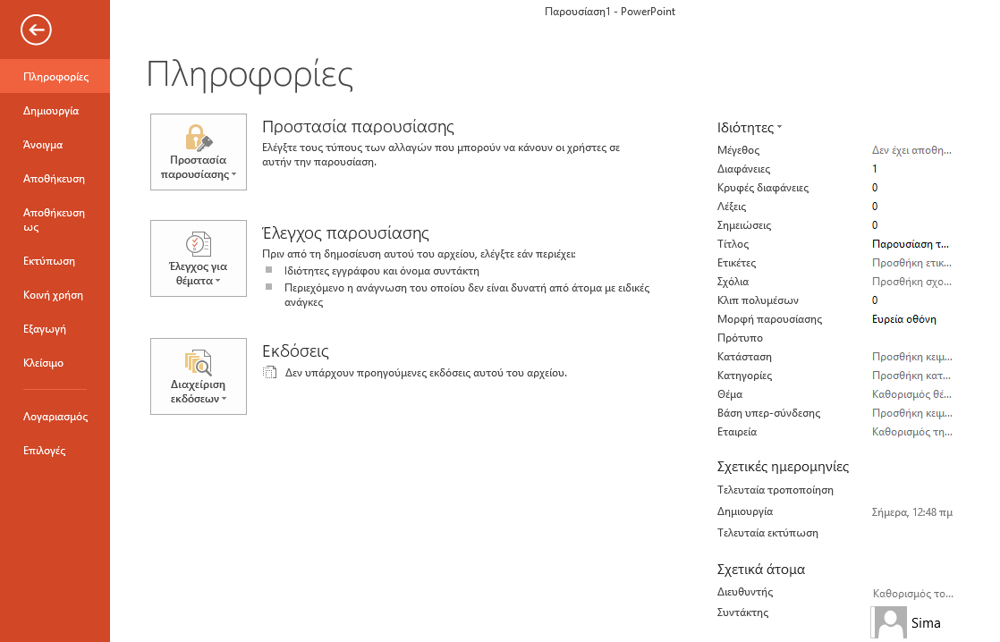 Παρουσίαση1 - PowerPoint
Πληροφορίες
Δημιουργία
Άνοιγμα
Αποθήκευση
Αποθήκευση
ως
Εκτύπωση
Κοινή χρήση
Εξαγωγή
Κλείσιμο
Λογαριασμός
Επιλογές
Πληροφορίες
Προστασία
παρουσίασης
Προστασία παρουσίασης
Ελέγξτε τους τύπους των αλλαγών που μπορούν να κάνουν οι χρήστες σε
αυτήν την παρουσίαση.
Έλεγχος για
θέματα
Έλεγχος παρουσίασης
Πριν από τη δημοσίευση αυτού του αρχείου, ελέγξτε εάν περιέχει:
Ιδιότητες εγγράφου και όνομα συντάκτη
Περιεχόμενο η ανάγνωση του οποίου δεν είναι δυνατή από άτομα με ειδικές
ανάγκες
Διαχείριση
εκδόσεων
Εκδόσεις
Δεν υπάρχουν προηγούμενες εκδόσεις αυτού του αρχείου.
Ιδιότητες
Μέγεθος Δεν έχει αποθη...
Διαφάνειες 1
Κρυφές διαφάνειες 0
Λέξεις 0
Σημειώσεις 0
Τίτλος Παρουσίαση τ...
Ετικέτες Προσθήκη ετικ...
Σχόλια Προσθήκη σχο...
Κλιπ πολυμέσων 0
Μορφή παρουσίασης Ευρεία οθόνη
Πρότυπο
Κατάσταση Προσθήκη κειμ...
Κατηγορίες Προσθήκη κατ...
Θέμα Καθορισμός θέ...
Βάση υπερ-σύνδεσης Προσθήκη κειμ...
Εταιρεία Καθορισμός τη...
Σχετικές ημερομηνίες
Τελευταία τροποποίηση
Δημιουργία Σήμερα, 12:48 πμ
Τελευταία εκτύπωση
Σχετικά άτομα
Διευθυντής Καθορισμός το...
Συντάκτης Sima